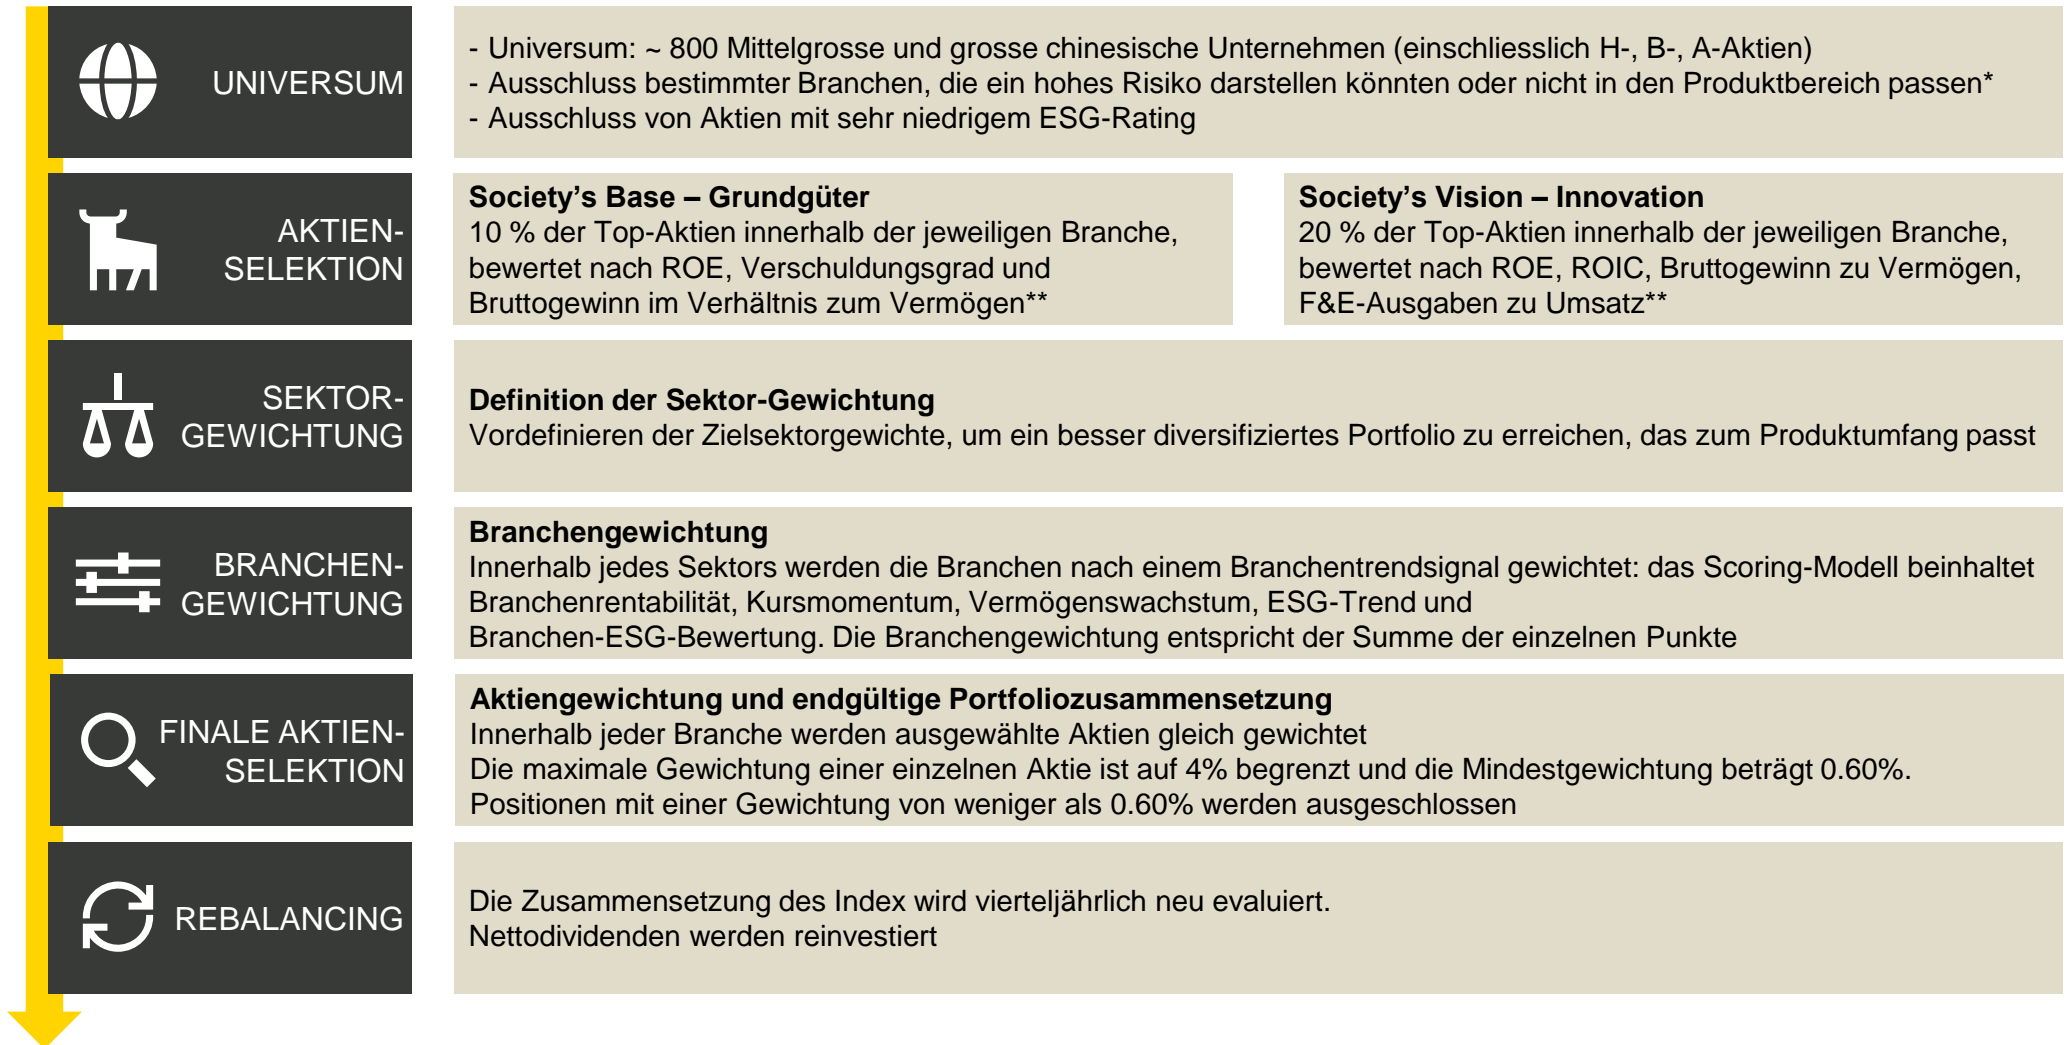 UNIVERSUM
- Universum: ~ 800 Mittelgrosse und grosse chinesische Unternehmen (einschliesslich H-, B-, A-Aktien)
- Ausschluss bestimmter Branchen, die ein hohes Risiko darstellen könnten oder nicht in den Produktbereich passen*
- Ausschluss von Aktien mit sehr niedrigem ESG-Rating
AKTIEN-
SELEKTION
Society’s Base – Grundgüter
10 % der Top-Aktien innerhalb der jeweiligen Branche,
bewertet nach ROE, Verschuldungsgrad und
Bruttogewinn im Verhältnis zum Vermögen**
Society’s Vision – Innovation
20 % der Top-Aktien innerhalb der jeweiligen Branche,
bewertet nach ROE, ROIC, Bruttogewinn zu Vermögen,
F&E-Ausgaben zu Umsatz**
SEKTOR-
GEWICHTUNG
Definition der Sektor-Gewichtung
Vordefinieren der Zielsektorgewichte, um ein besser diversifiziertes Portfolio zu erreichen, das zum Produktumfang passt
BRANCHEN-
GEWICHTUNG
Branchengewichtung
Innerhalb jedes Sektors werden die Branchen nach einem Branchentrendsignal gewichtet: das Scoring-Modell beinhaltet
Branchenrentabilität, Kursmomentum, Vermögenswachstum, ESG-Trend und
Branchen-ESG-Bewertung. Die Branchengewichtung entspricht der Summe der einzelnen Punkte
FINALE AKTIEN-
SELEKTION
Aktiengewichtung und endgültige Portfoliozusammensetzung
Innerhalb jeder Branche werden ausgewählte Aktien gleich gewichtet
Die maximale Gewichtung einer einzelnen Aktie ist auf 4% begrenzt und die Mindestgewichtung beträgt 0.60%.
Positionen mit einer Gewichtung von weniger als 0.60% werden ausgeschlossen
REBALANCING
Die Zusammensetzung des Index wird vierteljährlich neu evaluiert.
Nettodividenden werden reinvestiert